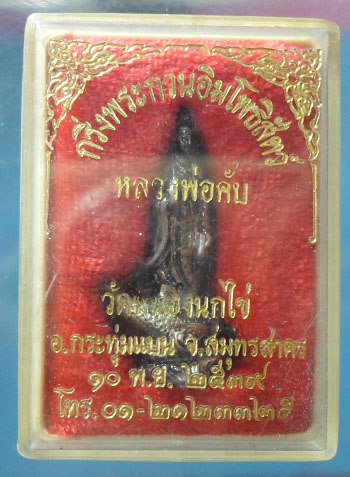 กริ่งพระกวนอิมโพธิสัตว์
หลวงพ่อคับ
วัดหนองนกไข่
อ.กระทุ่มแบน จ.สมุทรสาคร
๑๐ พ.ย. ๒๕๓๙
โทร. ๐๑-๒๑๒๓๓๒๕